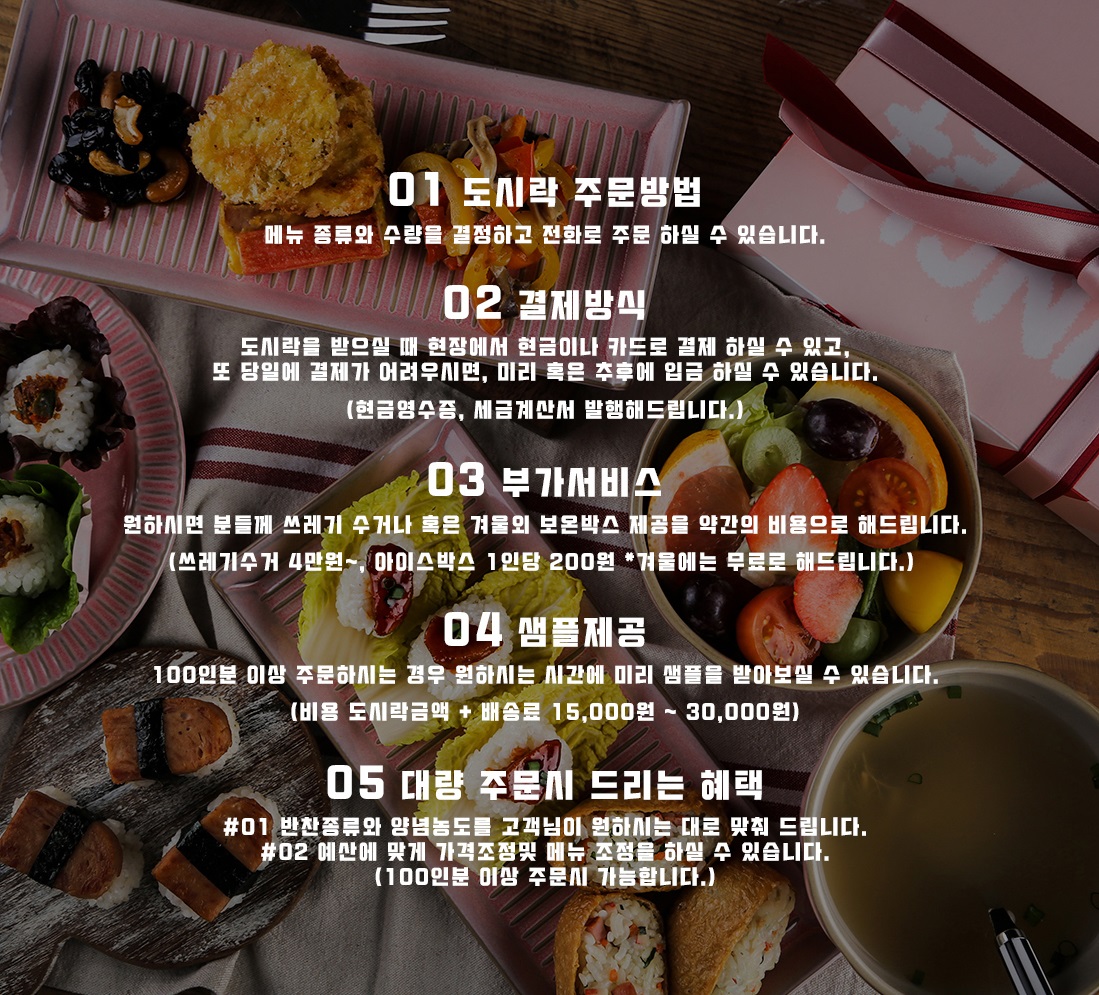 01 도시락 주문방법
메뉴 종류와 수량을 결정하고 전화로 주문 하실 수 있습니다.
02 결제방식
도시락을 받으실 때 현장에서 현금이나 카드로 결제 하실 수 있고,
또 당일에 결제가 어려우시면, 미리 혹은 추후에 입금 하실 수 있습니다.
(현금영수증, 세금계산서 발행해드립니다.)
03 부가서비스
원하시면 분들께 쓰레기 수거나 혹은 겨울외 보온박스 제공을 약간의 비용으로 해드립니다.
(쓰레기수거 4만원~, 아이스박스 1인당 200원 *겨울에는 무료로 해드립니다.)
04 샘플제공
100인분 이상 주문하시는 경우 원하시는 시간에 미리 샘플을 받아보실 수 있습니다.
(비용 도시락금액 + 배송료 15,000원 ~ 30,000원)
05 대량 주문시 드리는 혜택
#01 반찬종류와 양념농도를 고객님이 원하시는 대로 맞춰 드립니다.
#02 예산에 맞게 가격조정및 메뉴 조정을 하실 수 있습니다.
(100인분 이상 주문시 가능합니다.)